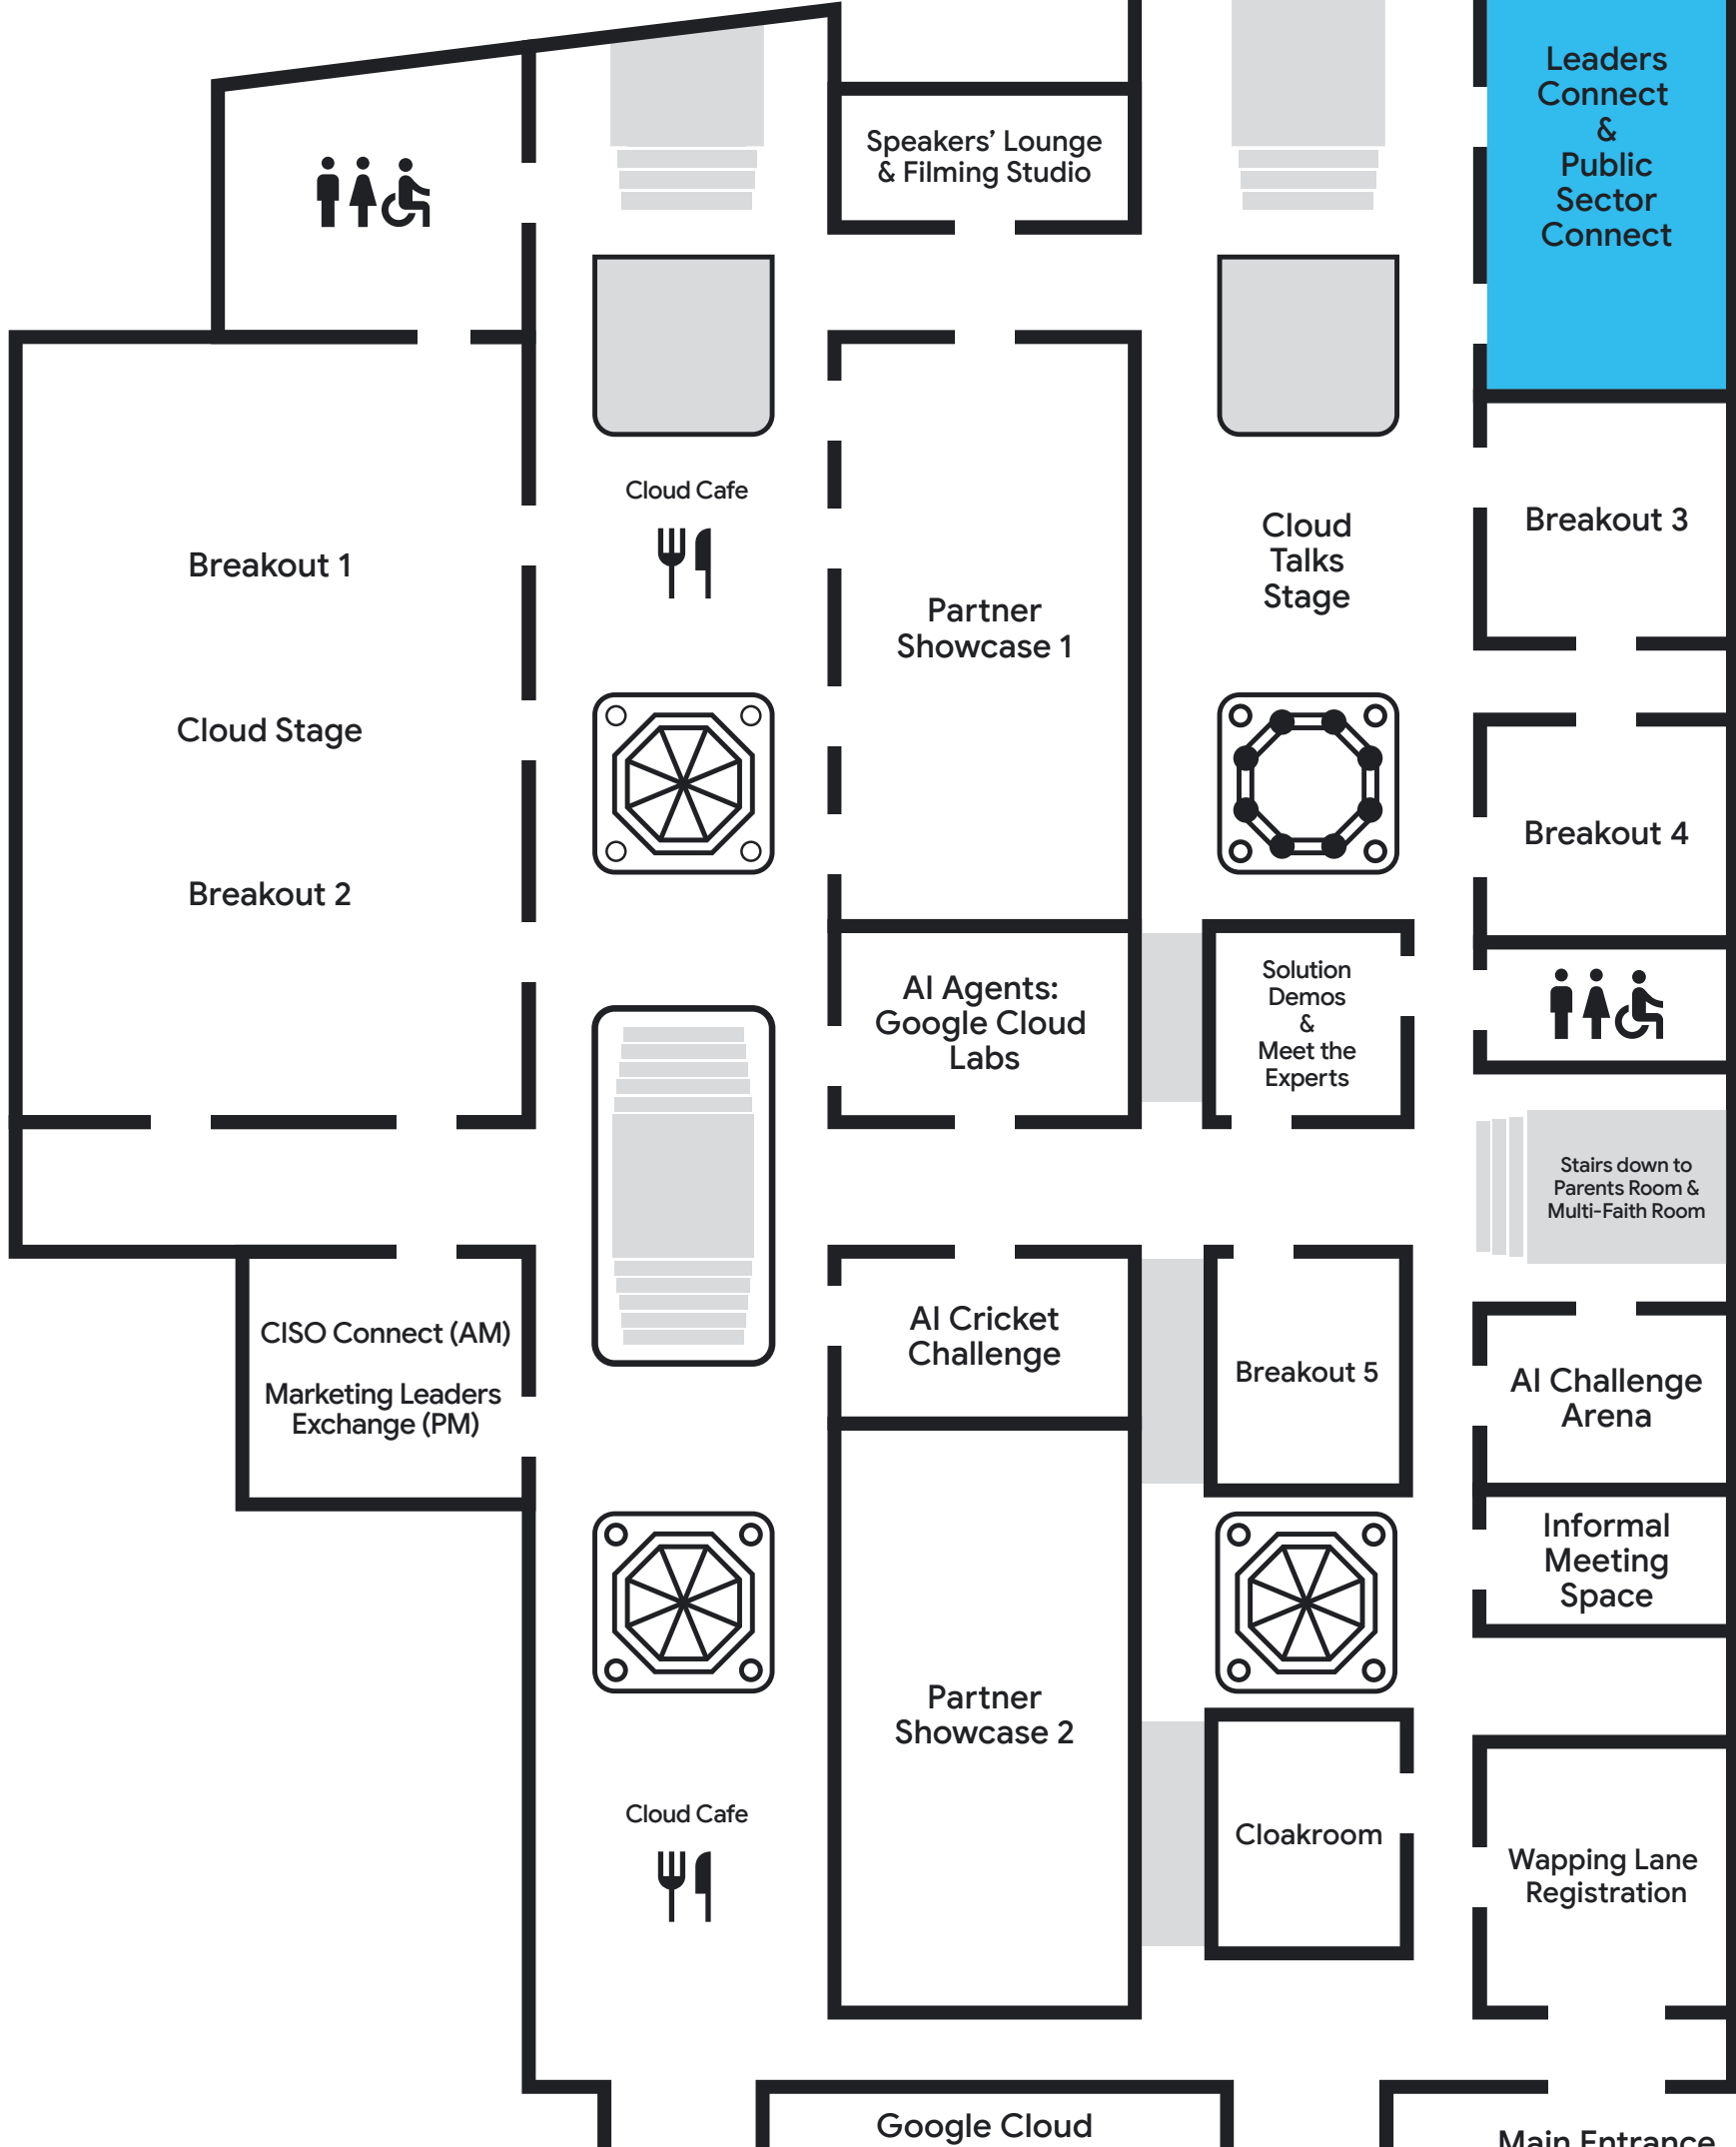 Leaders
Connect
&
Public
Sector
Connect
Speakers’ Lounge
& Filming Studio
Cloud Cafe
Breakout 1
Cloud Stage
Breakout 2
Partner
Showcase 1
Cloud
Talks
Stage
Breakout 3
Breakout 4
AI Agents:
Google Cloud
Labs
Solution
Demos
&
Meet the
Experts
Stairs down to
Parents Room &
Multi-Faith Room
CISO Connect (AM)
Marketing Leaders
Exchange (PM)
AI Cricket
Challenge
Breakout 5
AI Challenge
Arena
Informal
Meeting
Space
Partner
Showcase 2
Cloud Cafe
Cloakroom
Wapping Lane
Registration
Google Cloud
Main Entrance